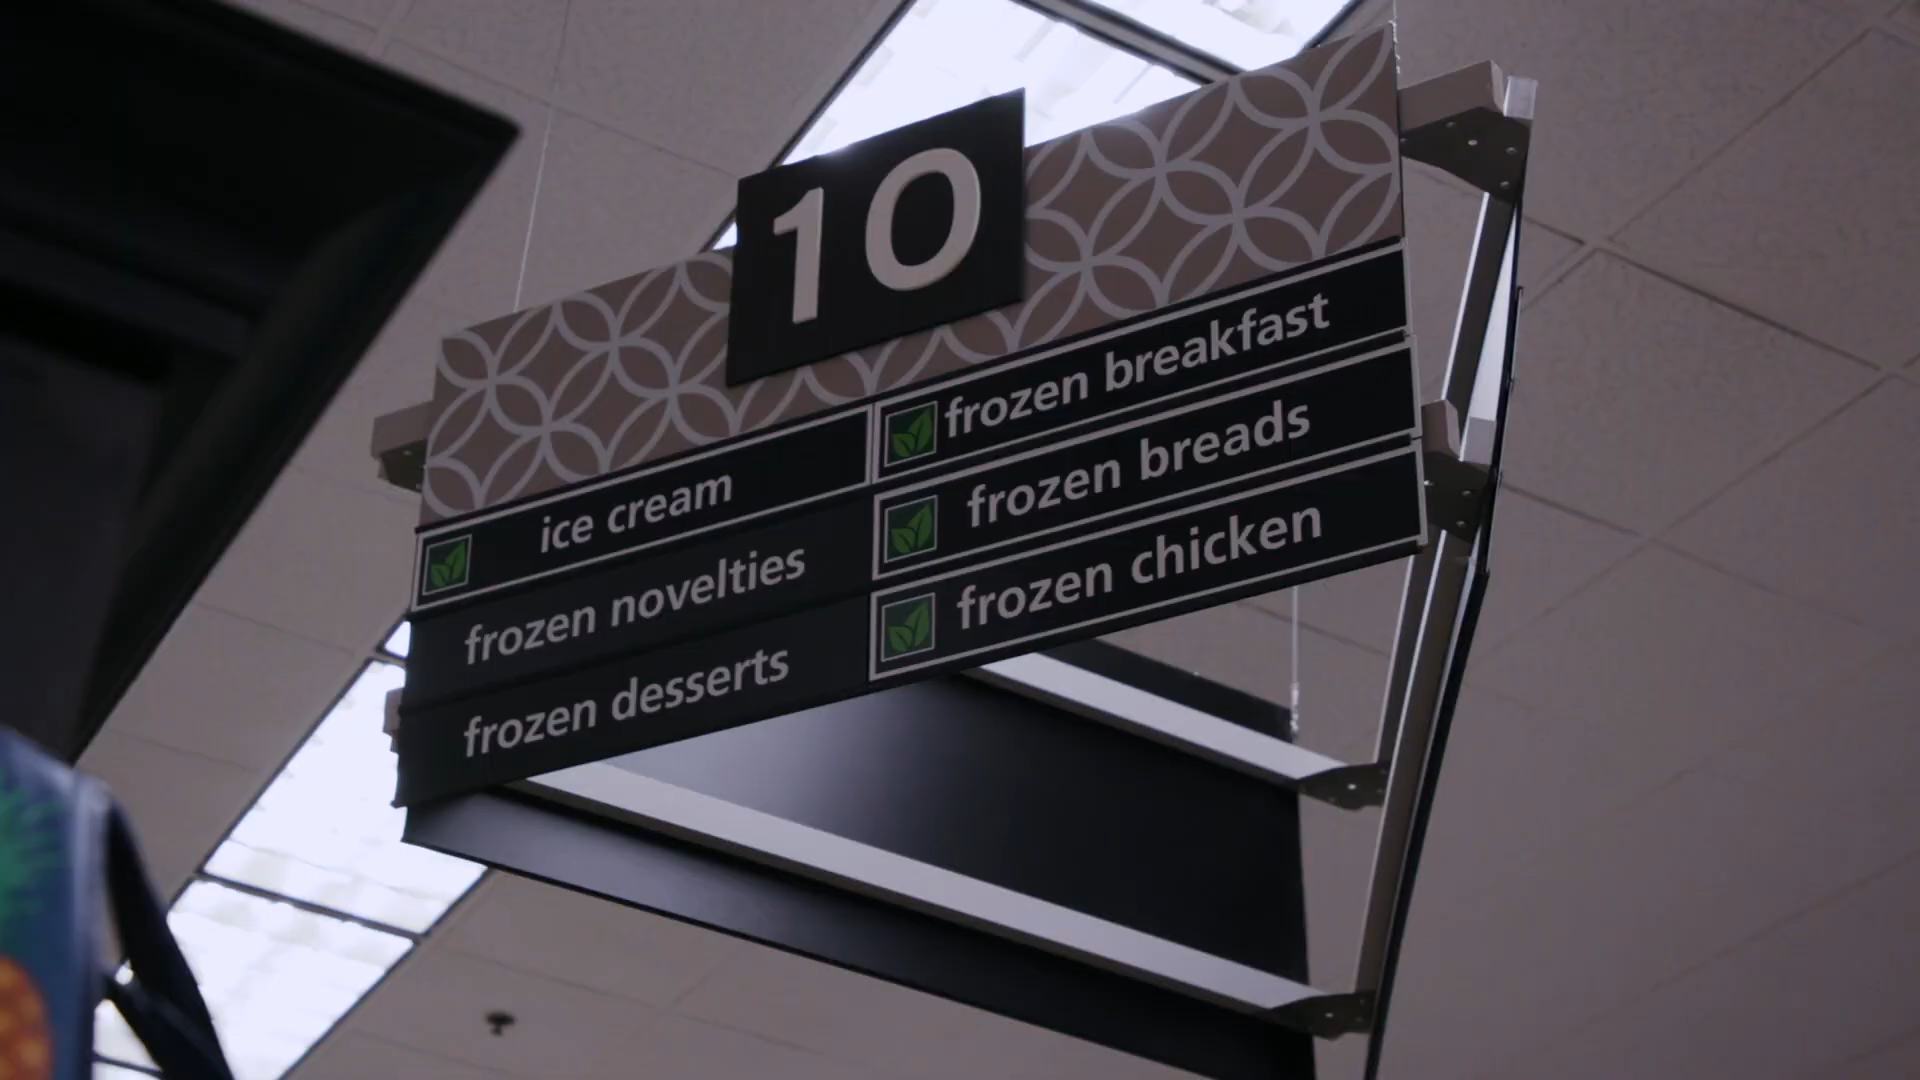 10
ice cream
frozen novelties
frozen desserts
frozen breakfast
frozen breads
frozen chicken